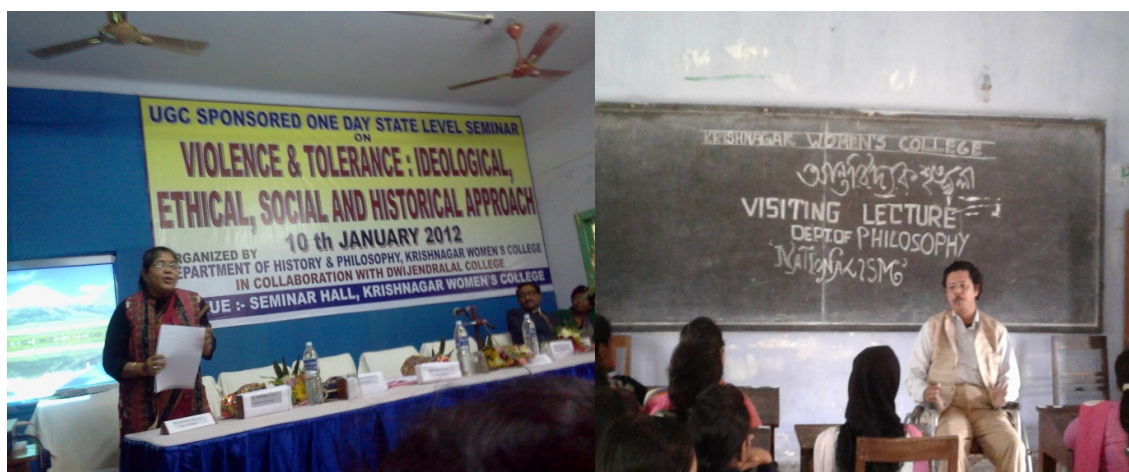 UGC SPONSORED ONE DAY STATE LEVEL SEMINAR
ON
VIOLENCE & TOLERANCE : IDEOLOGICAL,
ETHICAL, SOCIAL AND HISTORICAL APPROACH
10 th JANUARY 2012
ORGANIZED BY
DEPARTMENT OF HISTORY & PHILOSOPHY, KRISHNAGAR WOMEN'S COLLEGE
IN COLLABORATION WITH DWIJENDRALAL COLLEGE
UE :- SEMINAR HALL, KRISHNAGAR WOMEN'S COLLEGE
KRISHNAGAR WOMEN'S COLLEGE
VISITING LECTURE
DEPT. OF PHILOSOPHY
'NATIONALISM'